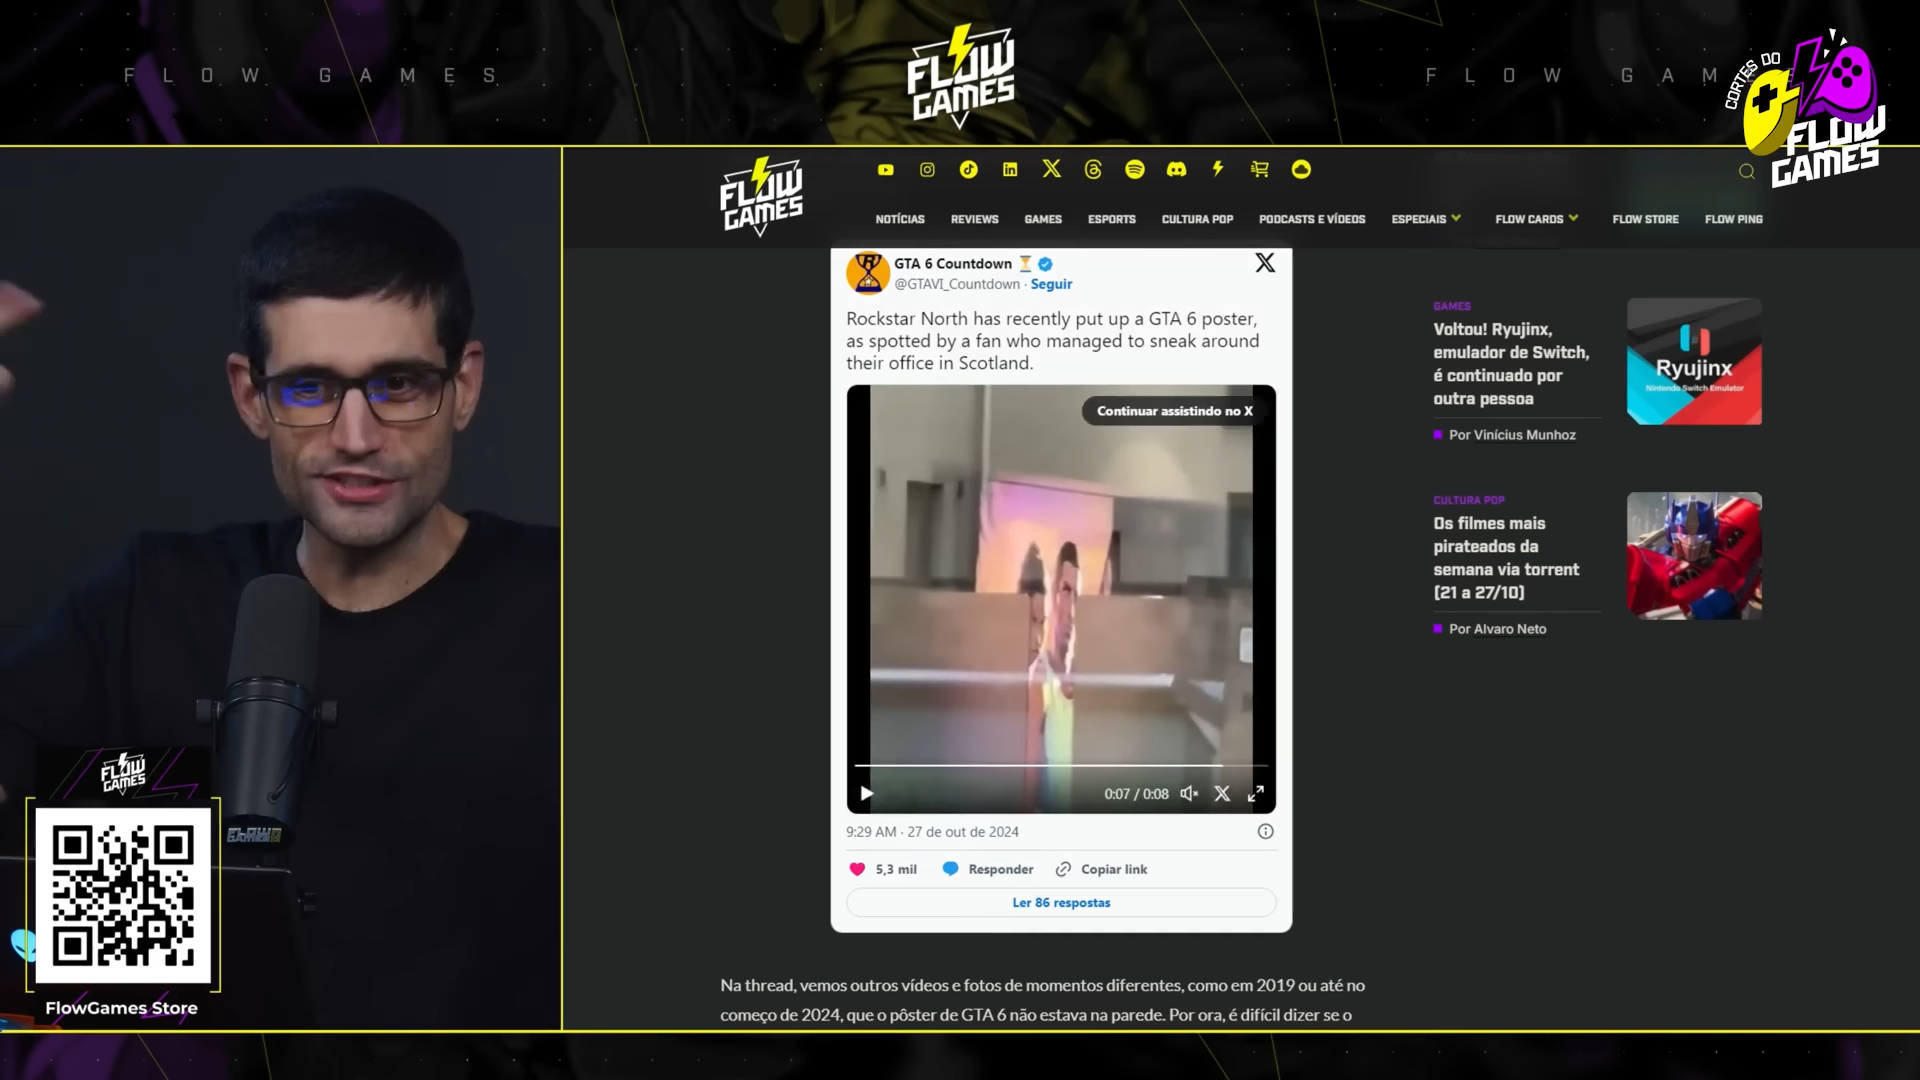 FLOW GAMES
FLOW GAMES
FLOW GAM
CORTES DO
FLOW
GAMES
FLOW
GAMES
NOTÍCIAS REVIEWS GAMES ESPORTS CULTURA POP PODCASTS E VÍDEOS ESPECIAIS FLOW CARDS FLOW STORE FLOW PING
GTA 6 Countdown ⏳
@GTAVI_Countdown · Seguir
Rockstar North has recently put up a GTA 6 poster,
as spotted by a fan who managed to sneak around
their office in Scotland.
Continuar assistindo no X
0:07 / 0:08
9:29 AM · 27 de out de 2024
5,3 mil Responder Copiar link
Ler 86 respostas
Na thread, vemos outros vídeos e fotos de momentos diferentes, como em 2019 ou até no
começo de 2024, que o pôster de GTA 6 não estava na parede. Por ora, é difícil dizer se o
GAMES
Voltou! Ryujinx,
emulador de Switch,
é continuado por
outra pessoa
Por Vinícius Munhoz
Ryujinx
Nintendo Switch Emulator
CULTURA POP
Os filmes mais
pirateados da
semana via torrent
(21 a 27/10)
Por Alvaro Neto
FLOW
GAMES
FLOW
GAMES
FlowGames Store